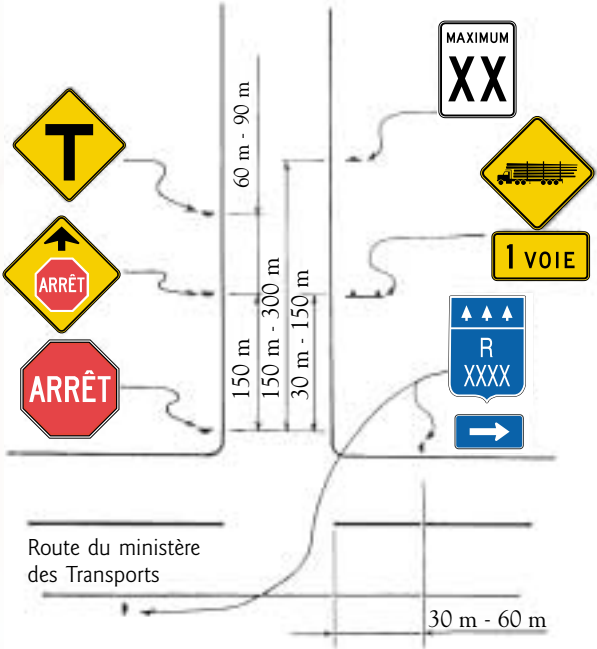 MAXIMUM
XX
60 m - 90 m
T
1 VOIE
ARRÊT
150 m
150 m - 300 m
30 m - 150 m
R
XXXX
ARRÊT
Route du ministère
des Transports
30 m - 60 m